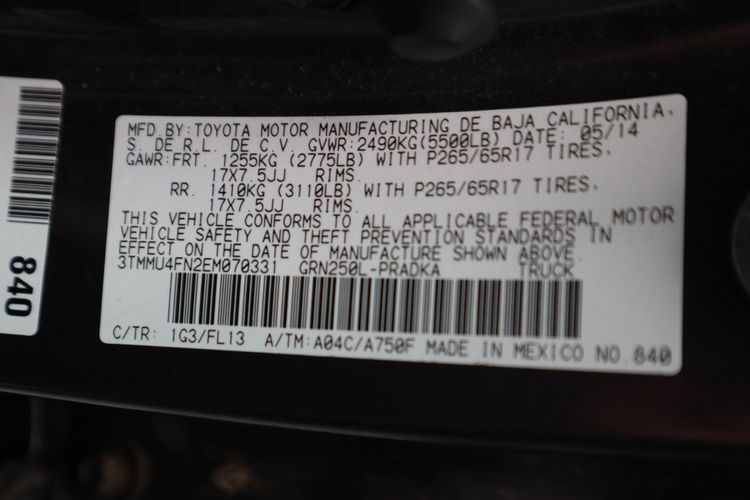 MFD BY: TOYOTA MOTOR MANUFACTURING DE BAJA CALIFORNIA,
S. DE R.L. DE C.V. GVWR:2490KG(5500LB) DATE: 05/14
GAWR:FRT. 1255KG (2775LB) WITH P265/65R17 TIRES,
17X7.5JJ RIMS.
RR. 1410KG (3110LB) WITH P265/65R17 TIRES,
17X7.5JJ RIMS.
THIS VEHICLE CONFORMS TO ALL APPLICABLE FEDERAL MOTOR
VEHICLE SAFETY AND THEFT PREVENTION STANDARDS IN
EFFECT ON THE DATE OF MANUFACTURE SHOWN ABOVE.
3TMMU4FN2EM070331 GRN250L-PRADKA TRUCK
C/TR: 1G3/FL13 A/TM:A04C/A750F MADE IN MEXICO NO.840
840